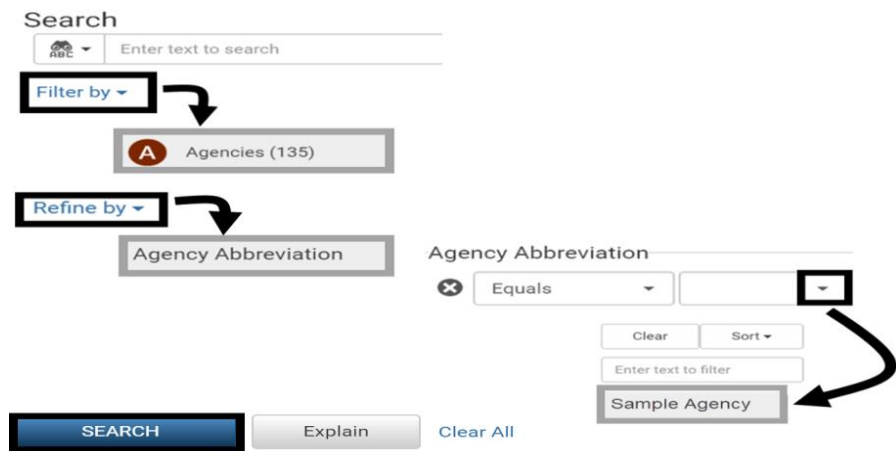 Search
ABC Enter text to search
Filter by
A Agencies (135)
Refine by
Agency Abbreviation
Agency Abbreviation
Equals
Clear Sort
Enter text to filter
Sample Agency
SEARCH Explain Clear All